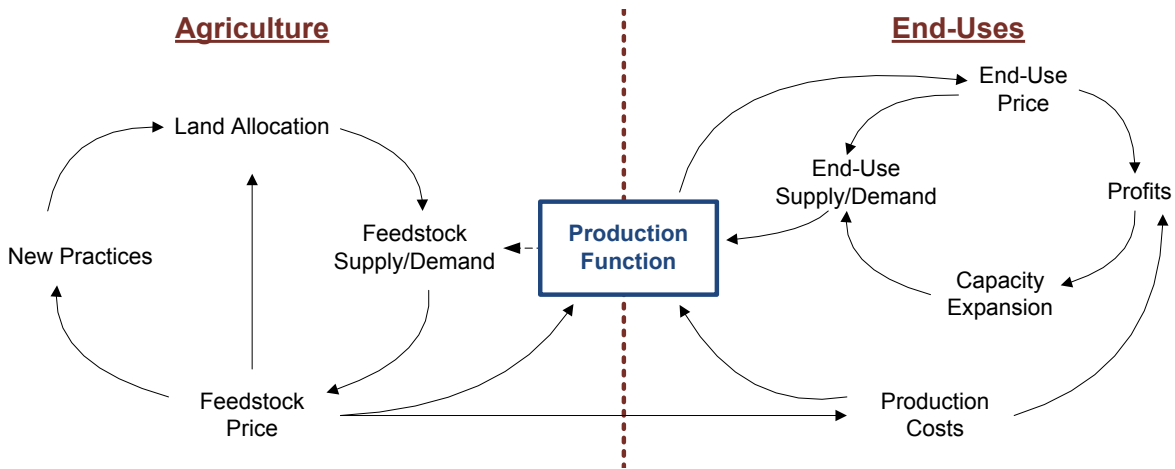 Agriculture
End-Uses
End-Use
Price
Land Allocation
End-Use
Supply/Demand
Profits
New Practices
Feedstock
Supply/Demand
Production
Function
Capacity
Expansion
Feedstock
Price
Production
Costs